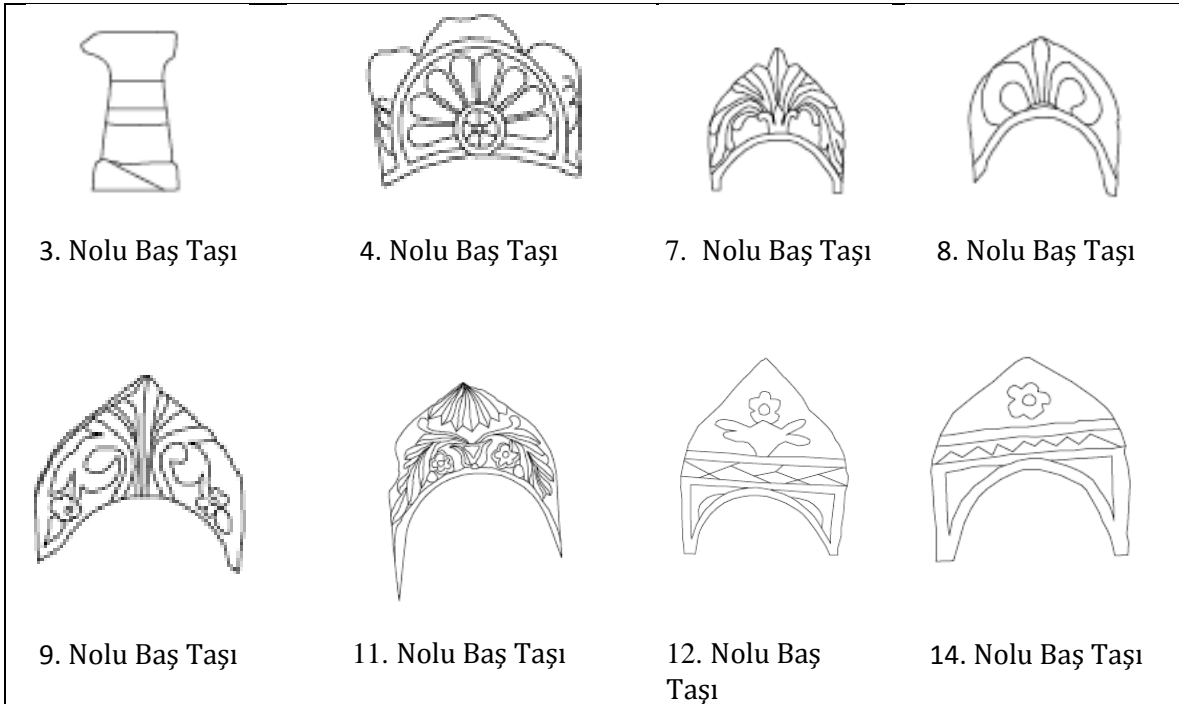 3. Nolu Baş Taşı
4. Nolu Baş Taşı
7. Nolu Baş Taşı
8. Nolu Baş Taşı
9. Nolu Baş Taşı
11. Nolu Baş Taşı
12. Nolu Baş
Taşı
14. Nolu Baş Taşı